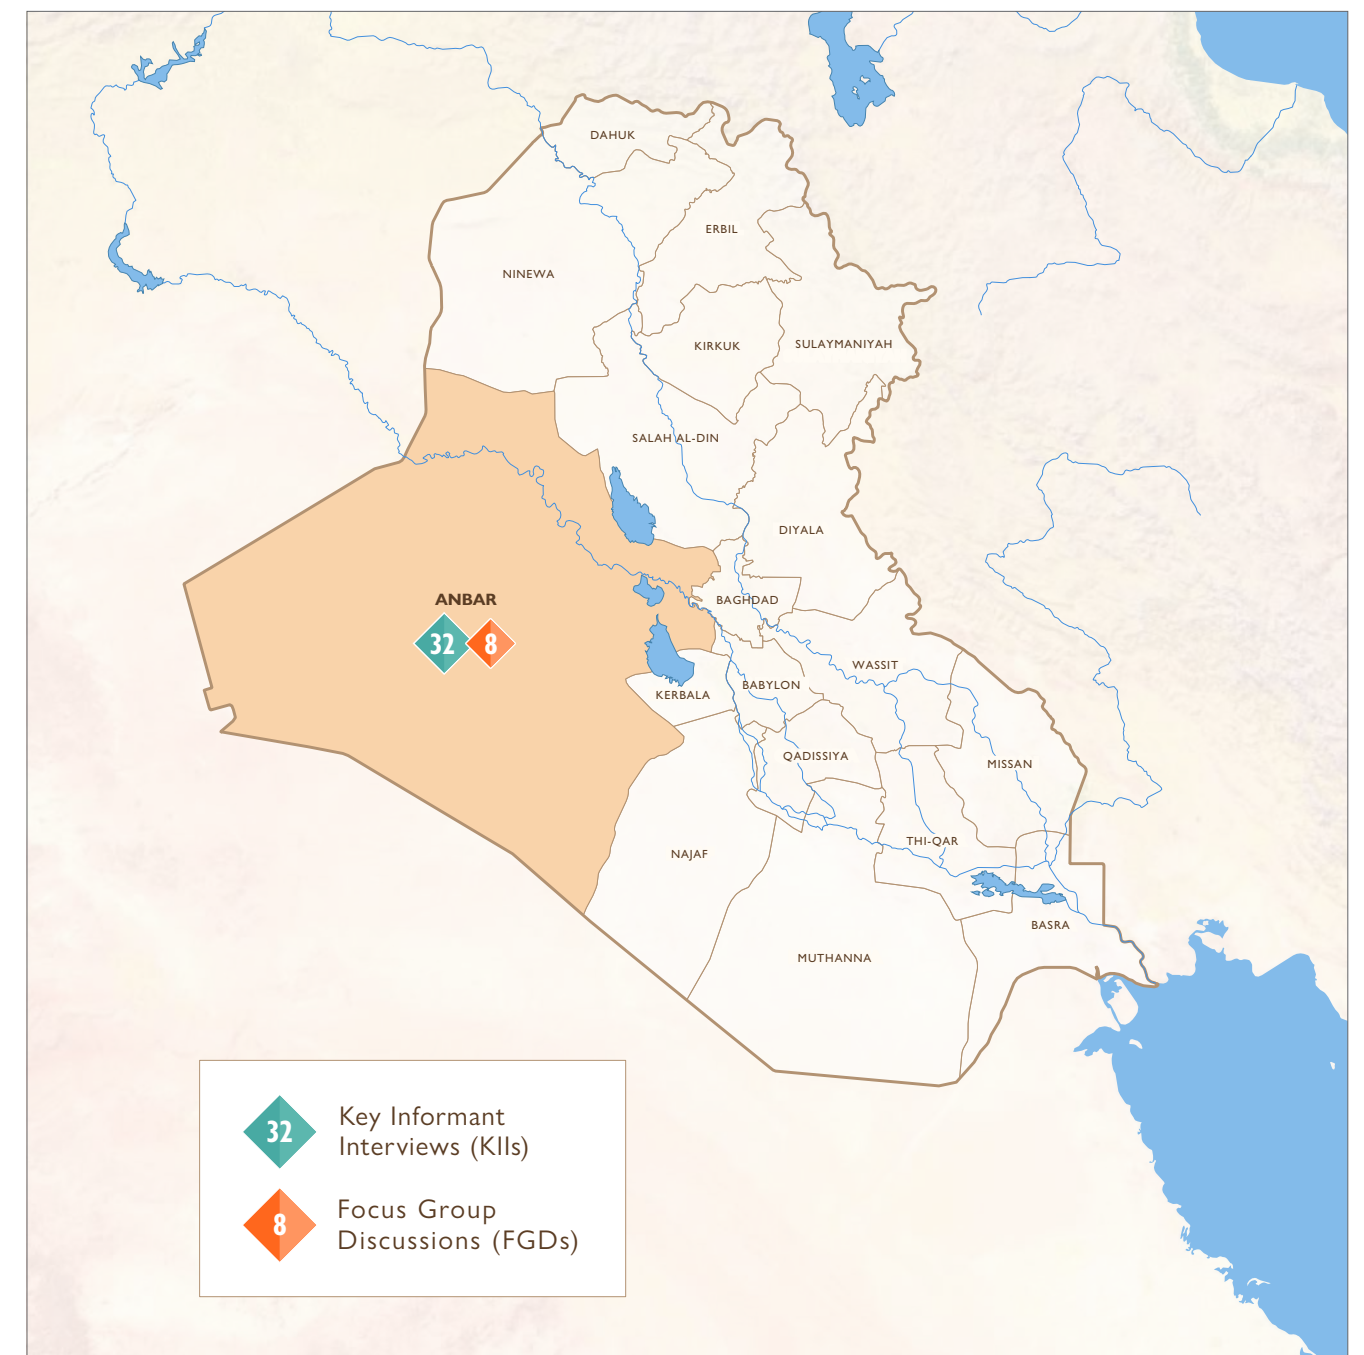 DAHUK
ERBIL
NINEWA
KIRKUK
SULAYMANIYAH
SALAH AL-DIN
DIYALA
ANBAR
BAGHDAD
32
8
WASSIT
BABYLON
KERBALA
QADISSIYA
MISSAN
THI-QAR
NAJAF
BASRA
MUTHANNA
32
Key Informant
Interviews (KIIs)
8
Focus Group
Discussions (FGDs)